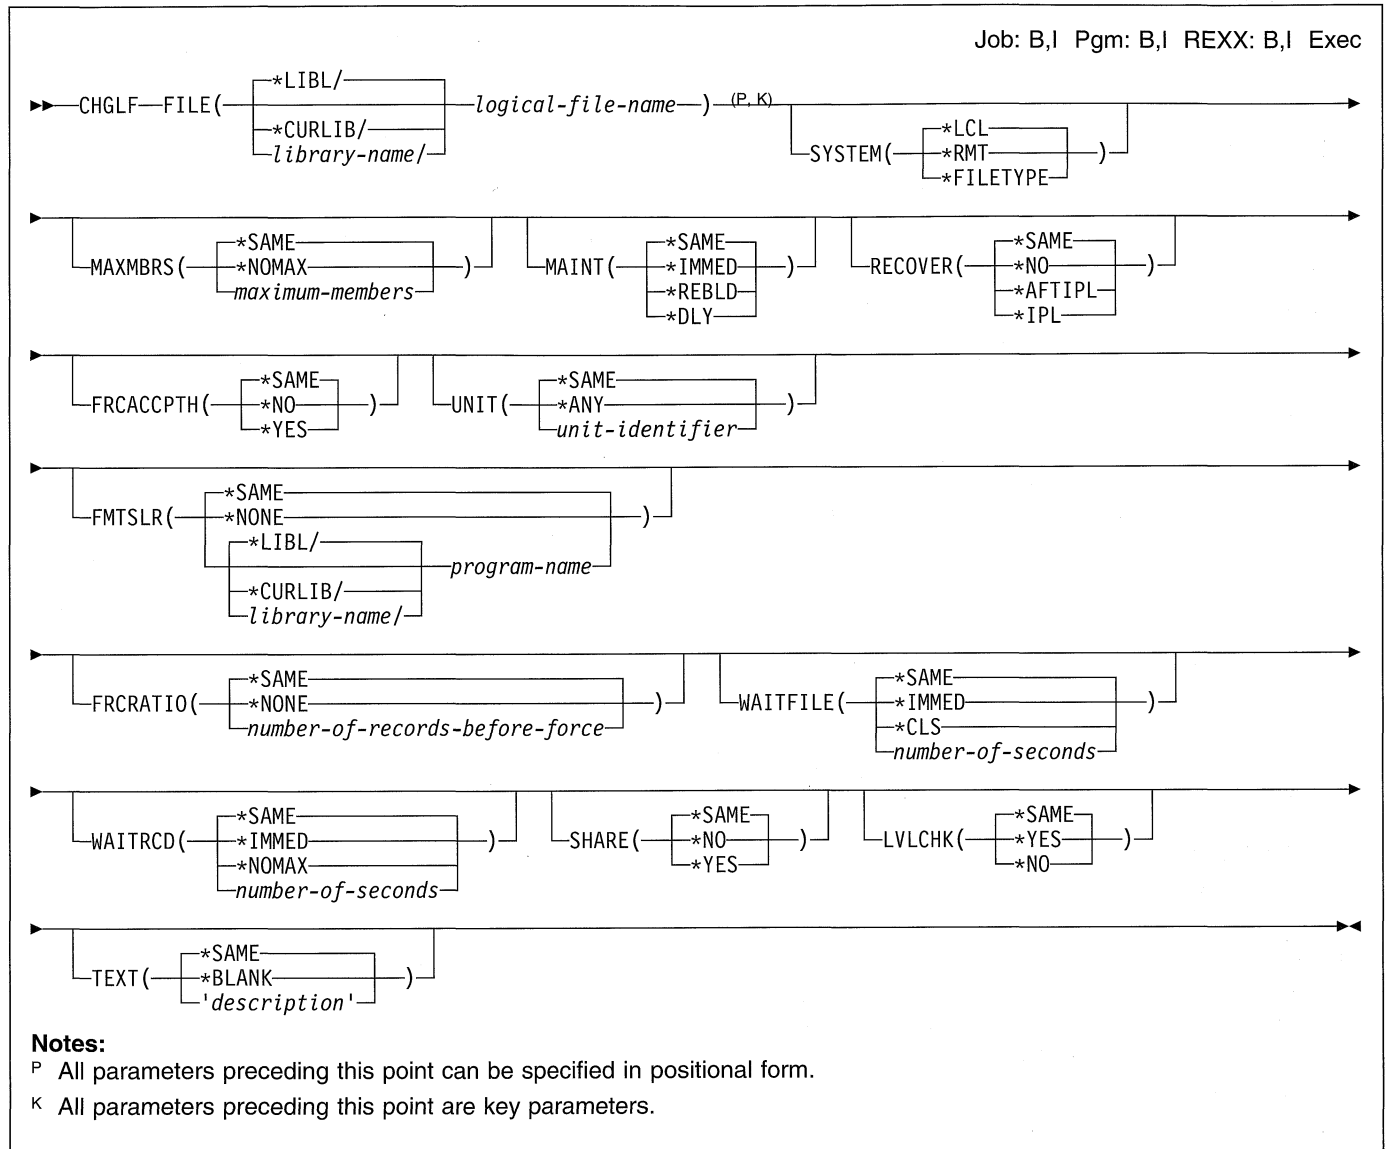 Job: B,I Pgm: B,I REXX: B,I Exec
*LIBL/
CHGLF FILE( logical-file-name ) (P, K)
*CURLIB/
library-name/
*LCL
SYSTEM( *RMT )
*FILETYPE
*SAME
MAXMBRS( *NOMAX )
maximum-members
*SAME
MAINT( *IMMED )
*REBLD
*DLY
*SAME
RECOVER( *NO )
*AFTIPL
*IPL
*SAME
FRCACCPTH( *NO )
*YES
*SAME
UNIT( *ANY )
unit-identifier
*SAME
FMTSLR( *NONE )
*LIBL/
program-name
*CURLIB/
library-name/
*SAME
FRCRATIO( *NONE )
number-of-records-before-force
*SAME
WAITFILE( *IMMED )
*CLS
number-of-seconds
*SAME
WAITRCD( *IMMED )
*NOMAX
number-of-seconds
*SAME
SHARE( *NO )
*YES
*SAME
LVLCHK( *YES )
*NO
*SAME
TEXT( *BLANK )
'description'
Notes:
P All parameters preceding this point can be specified in positional form.
K All parameters preceding this point are key parameters.